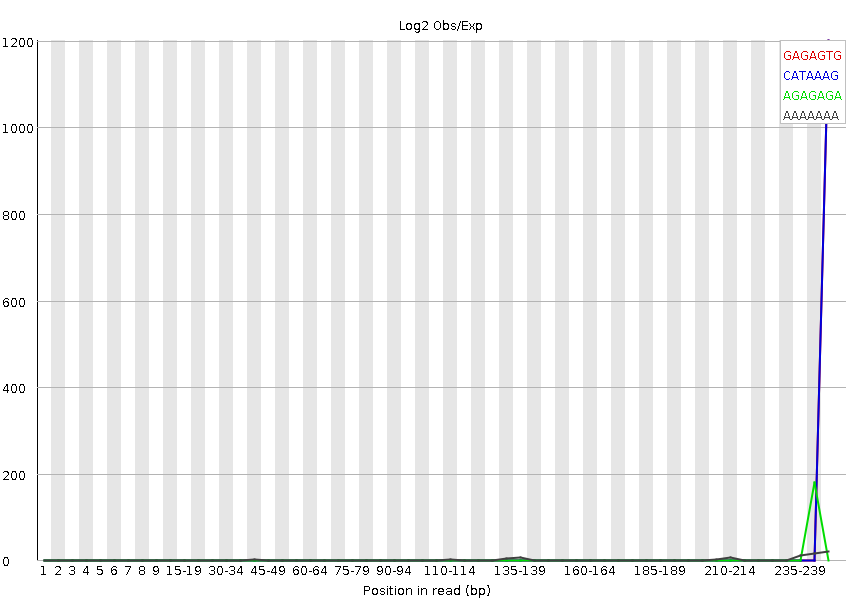 Log2 Obs/Exp
1200
1000
800
600
400
200
0
GAGAGTG
CATAAAG
AGAGAGA
AAAAAAA
1 2 3 4 5 6 7 8 9 15-19 30-34 45-49 60-64 75-79 90-94 110-114 135-139 160-164 185-189 210-214 235-239
Position in read (bp)